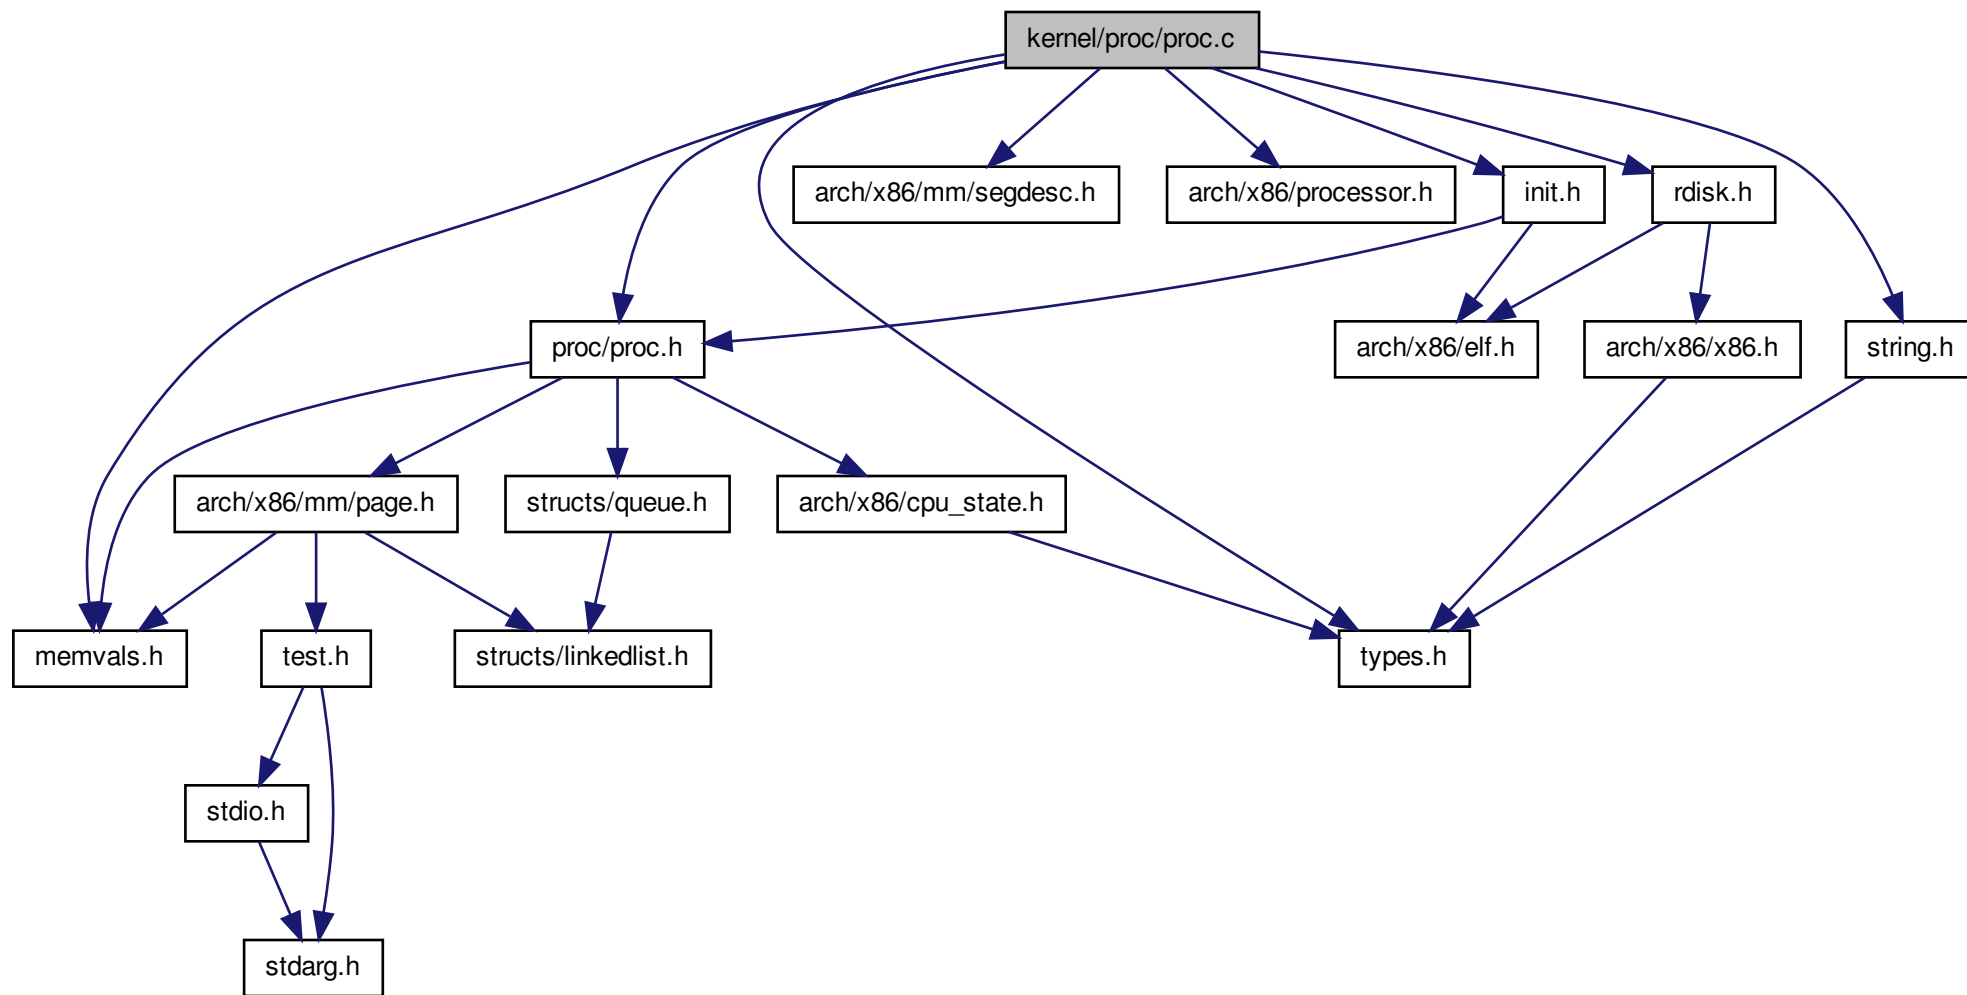 kernel/proc/proc.c
arch/x86/mm/segdesc.h
arch/x86/processor.h
init.h
rdisk.h
proc/proc.h
arch/x86/elf.h
arch/x86/x86.h
string.h
arch/x86/mm/page.h
structs/queue.h
arch/x86/cpu_state.h
memvals.h
test.h
structs/linkedlist.h
types.h
stdio.h
stdarg.h